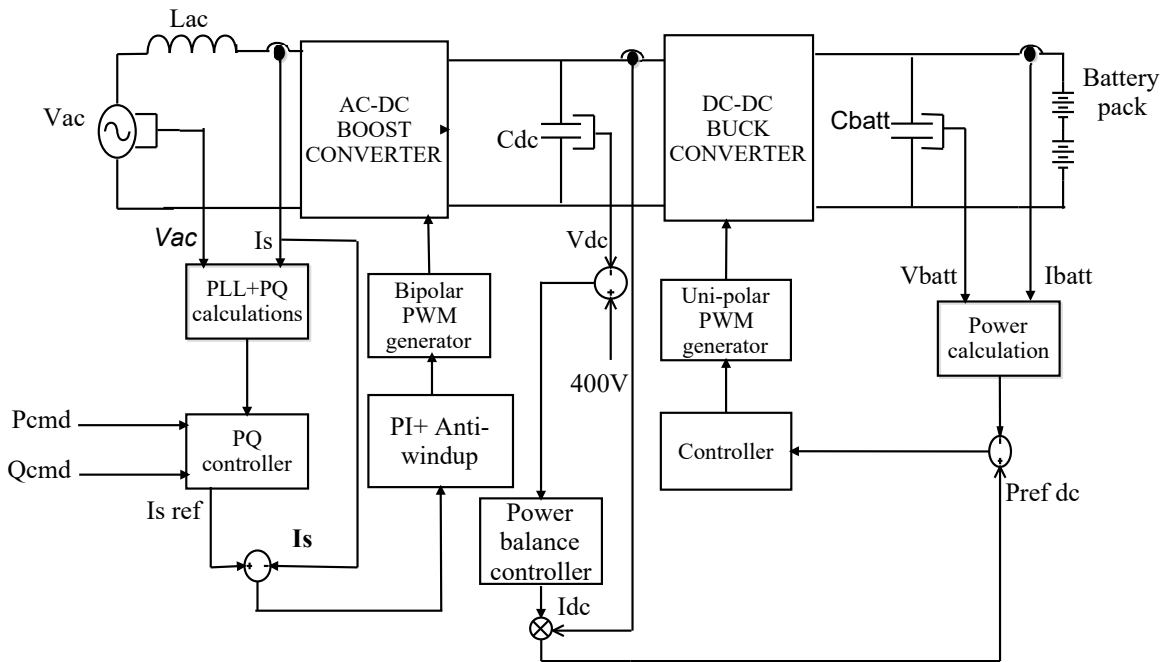 Lac
Vac
AC-DC
BOOST
CONVERTER
Cdc
DC-DC
BUCK
CONVERTER
Cbatt
Battery
pack
Vac
Is
Vdc
Vbatt
Ibatt
PLL+PQ
calculations
Bipolar
PWM
generator
-
+
Uni-polar
PWM
generator
Power
calculation
400V
Pcmd
Qcmd
PQ
controller
PI+ Anti-
windup
Controller
-
+
Pref dc
Is ref
Is
+ -
Power
balance
controller
Idc